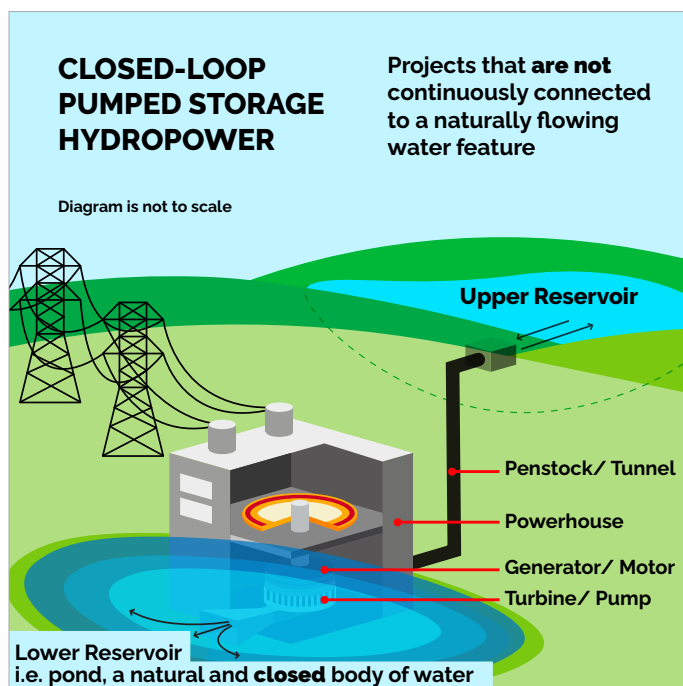 CLOSED-LOOP
PUMPED STORAGE
HYDROPOWER
Projects that are not
continuously connected
to a naturally flowing
water feature
Diagram is not to scale
Upper Reservoir
Penstock/ Tunnel
Powerhouse
Generator/ Motor
Turbine/ Pump
Lower Reservoir
i.e. pond, a natural and closed body of water